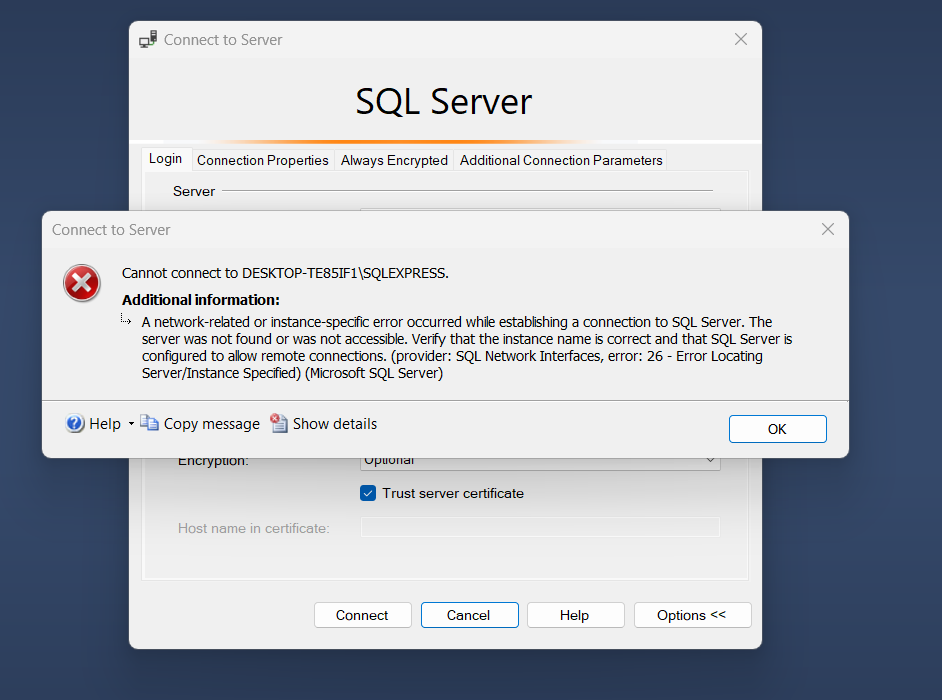 Connect to Server
SQL Server
Login
Connection Properties
Always Encrypted
Additional Connection Parameters
Server
Connect to Server
Cannot connect to DESKTOP-TE85IF1\SQLEXPRESS.
Additional information:
A network-related or instance-specific error occurred while establishing a connection to SQL Server. The
server was not found or was not accessible. Verify that the instance name is correct and that SQL Server is
configured to allow remote connections. (provider: SQL Network Interfaces, error: 26 - Error Locating
Server/Instance Specified) (Microsoft SQL Server)
Help
Copy message
Show details
OK
Encryption:
Optional
Trust server certificate
Host name in certificate:
Connect
Cancel
Help
Options <<